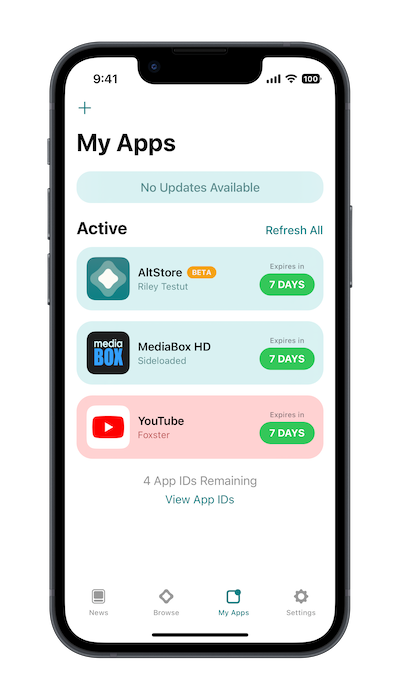 9:41
100
My Apps
No Updates Available
Active
Refresh All
AltStore BETA
Riley Testut
Expires in
7 DAYS
media
BOX
MediaBox HD
Sideloaded
Expires in
7 DAYS
YouTube
Foxster
Expires in
7 DAYS
4 App IDs Remaining
View App IDs
News
Browse
My Apps
Settings